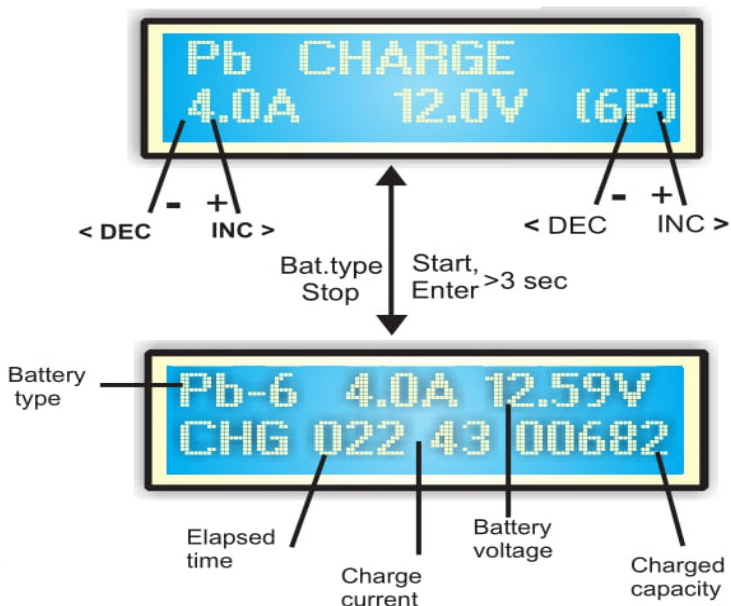 Pb CHARGE
4.0A 12.0V (6P)
- +
< DEC INC >
- +
< DEC INC >
Bat.type
Stop
Start,
Enter >3 sec
Battery
type
Pb-6 4.0A 12.59V
CHG 022 43 00682
Elapsed
time
Charge
current
Battery
voltage
Charged
capacity